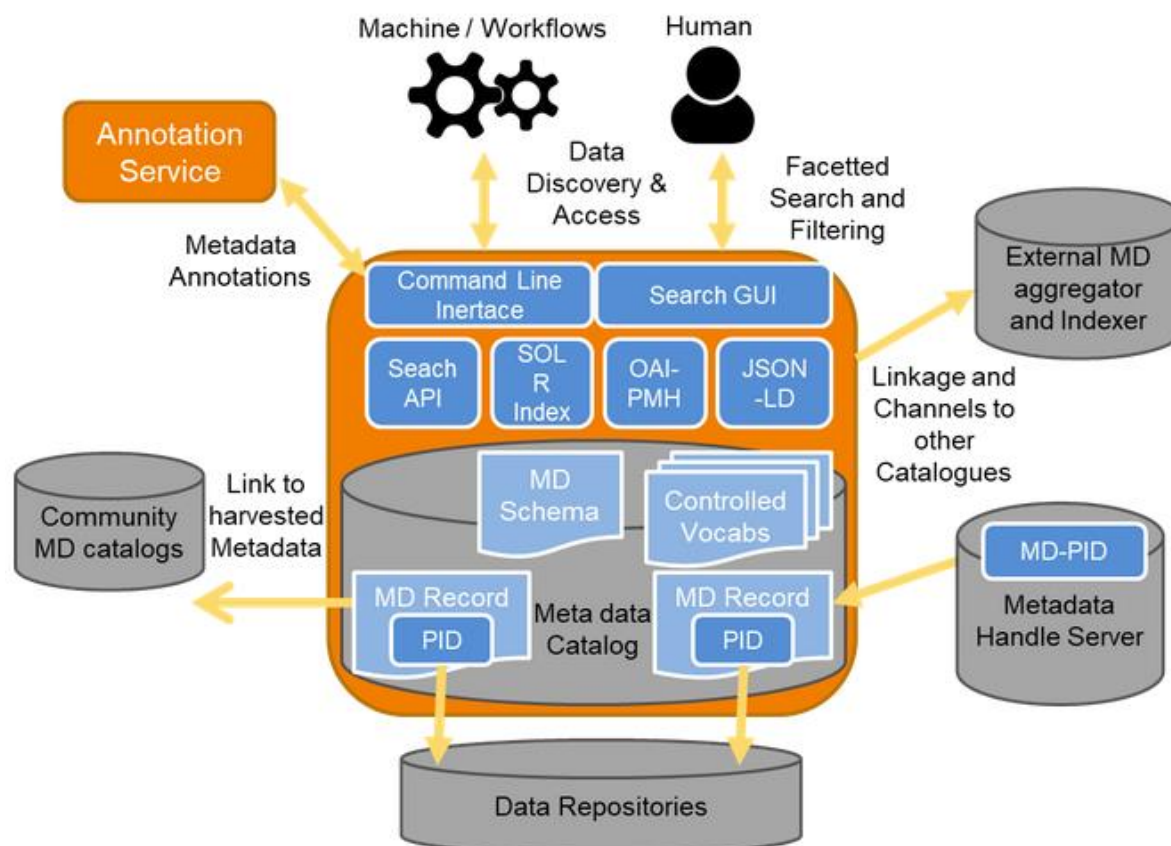 Machine / Workflows
Human
Annotation
Service
Data
Discovery &
Access
Facetted
Search and
Filtering
Metadata
Annotations
External MD
aggregator
and Indexer
Command Line
Inertace
Search GUI
Seach
API
SOL
R
Index
OAI-
PMH
JSON
-LD
Linkage and
Channels to
other
Catalogues
Community
MD catalogs
Link to
harvested
Metadata
MD
Schema
Controlled
Vocabs
MD Record
PID
Meta data
Catalog
MD Record
PID
MD-PID
Metadata
Handle Server
Data Repositories